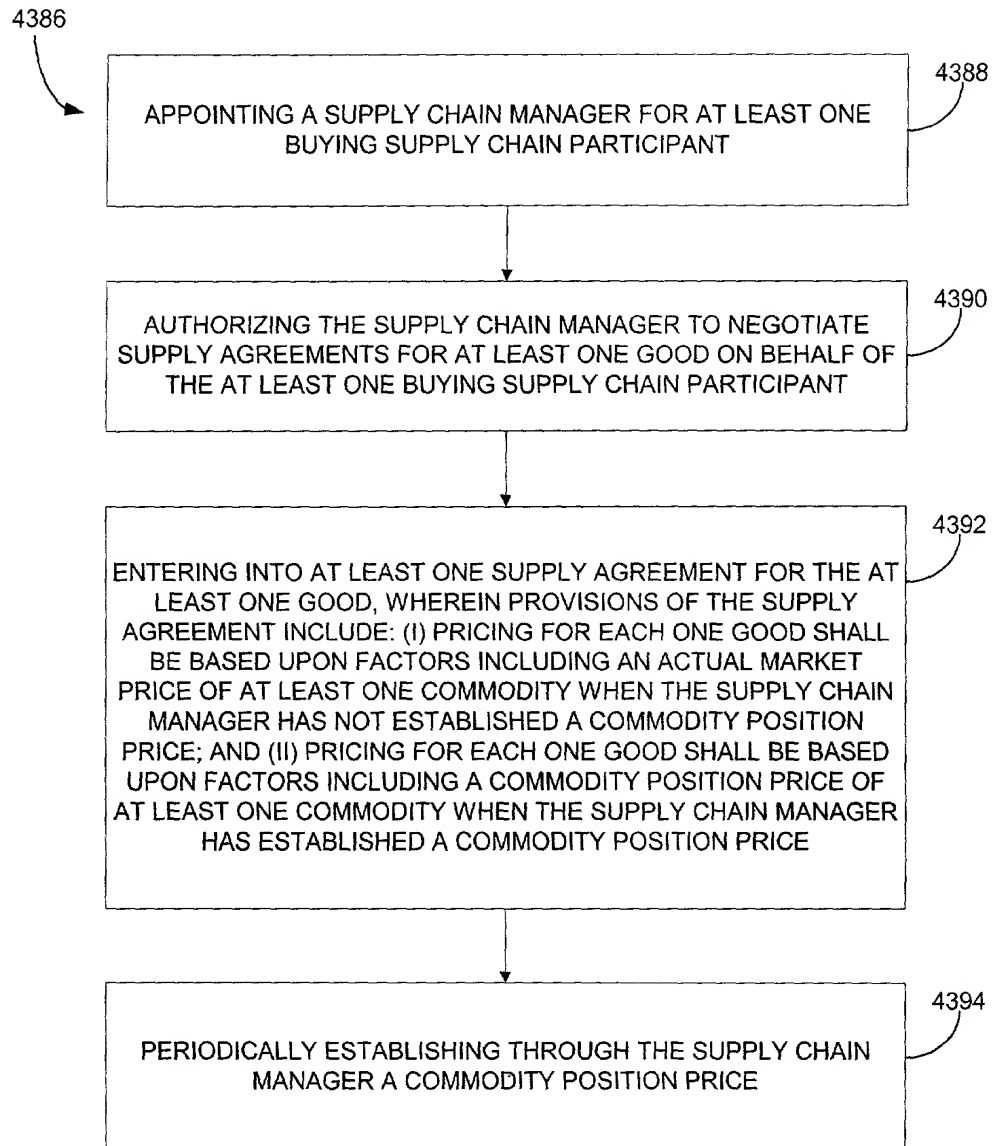 4386
4388
APPOINTING A SUPPLY CHAIN MANAGER FOR AT LEAST ONE
BUYING SUPPLY CHAIN PARTICIPANT
4390
AUTHORIZING THE SUPPLY CHAIN MANAGER TO NEGOTIATE
SUPPLY AGREEMENTS FOR AT LEAST ONE GOOD ON BEHALF OF
THE AT LEAST ONE BUYING SUPPLY CHAIN PARTICIPANT
4392
ENTERING INTO AT LEAST ONE SUPPLY AGREEMENT FOR THE AT
LEAST ONE GOOD, WHEREIN PROVISIONS OF THE SUPPLY
AGREEMENT INCLUDE: (I) PRICING FOR EACH ONE GOOD SHALL
BE BASED UPON FACTORS INCLUDING AN ACTUAL MARKET
PRICE OF AT LEAST ONE COMMODITY WHEN THE SUPPLY CHAIN
MANAGER HAS NOT ESTABLISHED A COMMODITY POSITION
PRICE; AND (II) PRICING FOR EACH ONE GOOD SHALL BE BASED
UPON FACTORS INCLUDING A COMMODITY POSITION PRICE OF
AT LEAST ONE COMMODITY WHEN THE SUPPLY CHAIN MANAGER
HAS ESTABLISHED A COMMODITY POSITION PRICE
4394
PERIODICALLY ESTABLISHING THROUGH THE SUPPLY CHAIN
MANAGER A COMMODITY POSITION PRICE